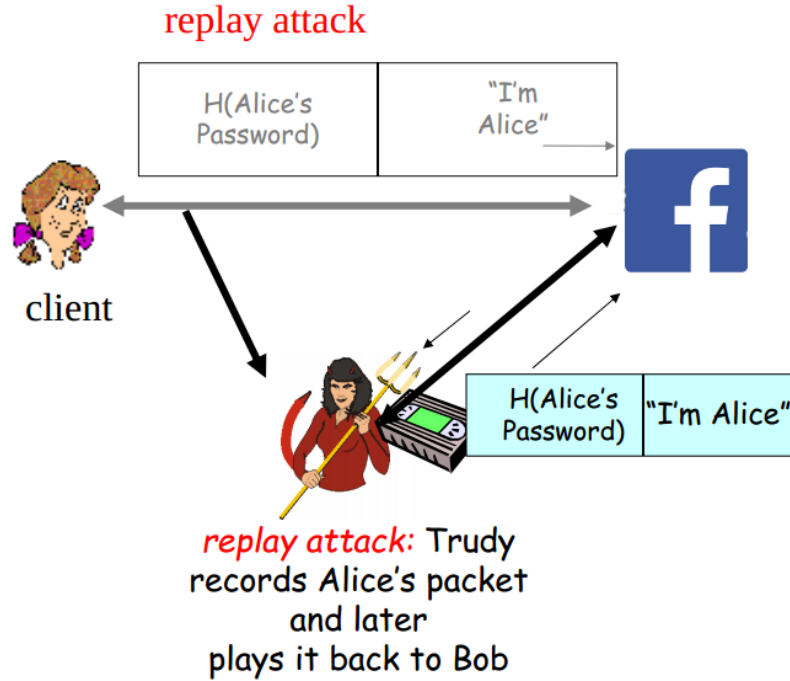 replay attack
H(Alice's
Password)
"I'm
Alice"
f
client
H(Alice's
Password)
"I'm Alice"
replay attack: Trudy
records Alice's packet
and later
plays it back to Bob